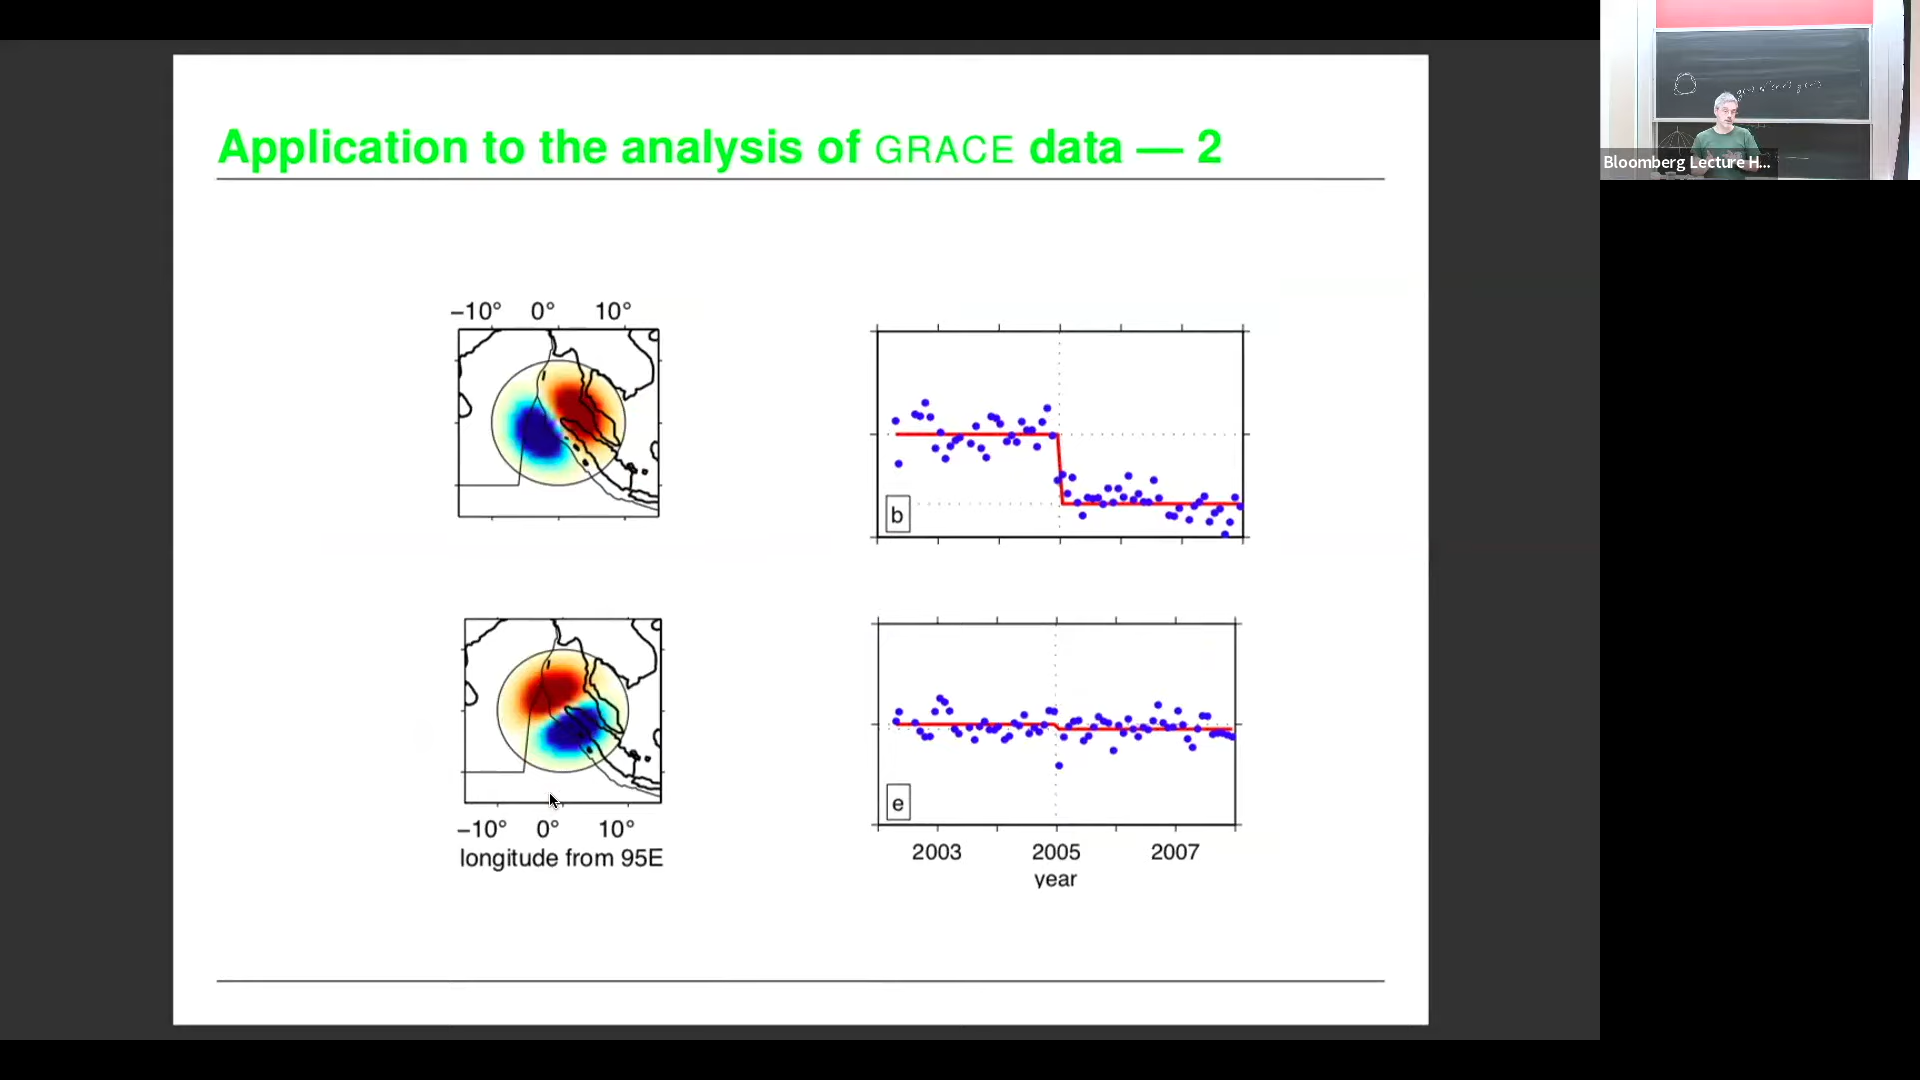 Application to the analysis of GRACE data — 2
Bloomberg Lecture H...
−10° 0° 10°
b
e
−10° 0° 10°
longitude from 95E
2003 2005 2007
year